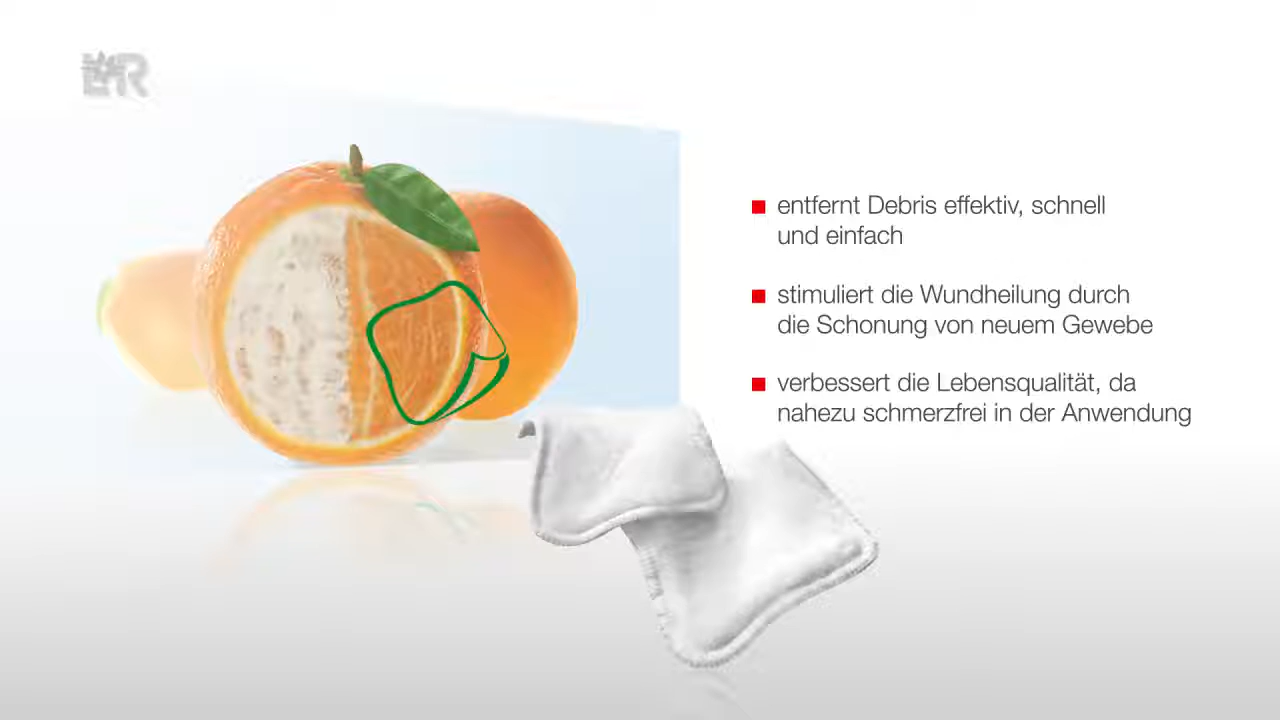 L&R
entfernt Debris effektiv, schnell
und einfach
stimuliert die Wundheilung durch
die Schonung von neuem Gewebe
verbessert die Lebensqualität, da
nahezu schmerzfrei in der Anwendung